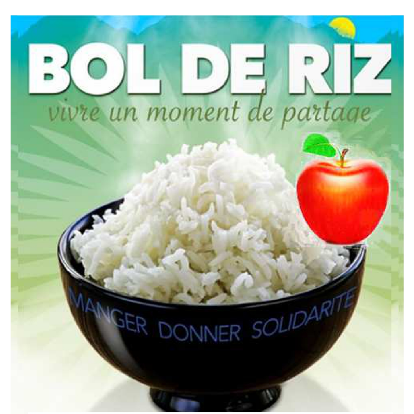 BOL DE RIZ
vivre un moment de partage
MANGER DONNER SOLIDARITE